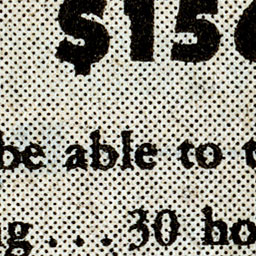 $15
be able to t
g . . . 30 ho